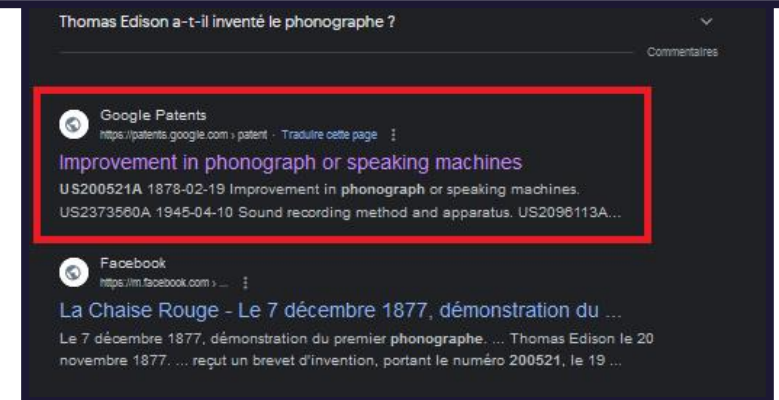 Thomas Edison a-t-il inventé le phonographe ?
Commentaires
Google Patents
https://patents.google.com › patent · Traduire cette page
Improvement in phonograph or speaking machines
US200521A 1878-02-19 Improvement in phonograph or speaking machines.
US2373560A 1945-04-10 Sound recording method and apparatus. US2096113A...
Facebook
https://m.facebook.com › ...
La Chaise Rouge - Le 7 décembre 1877, démonstration du ...
Le 7 décembre 1877, démonstration du premier phonographe. ... Thomas Edison le 20
novembre 1877. ... reçut un brevet d'invention, portant le numéro 200521, le 19 ...